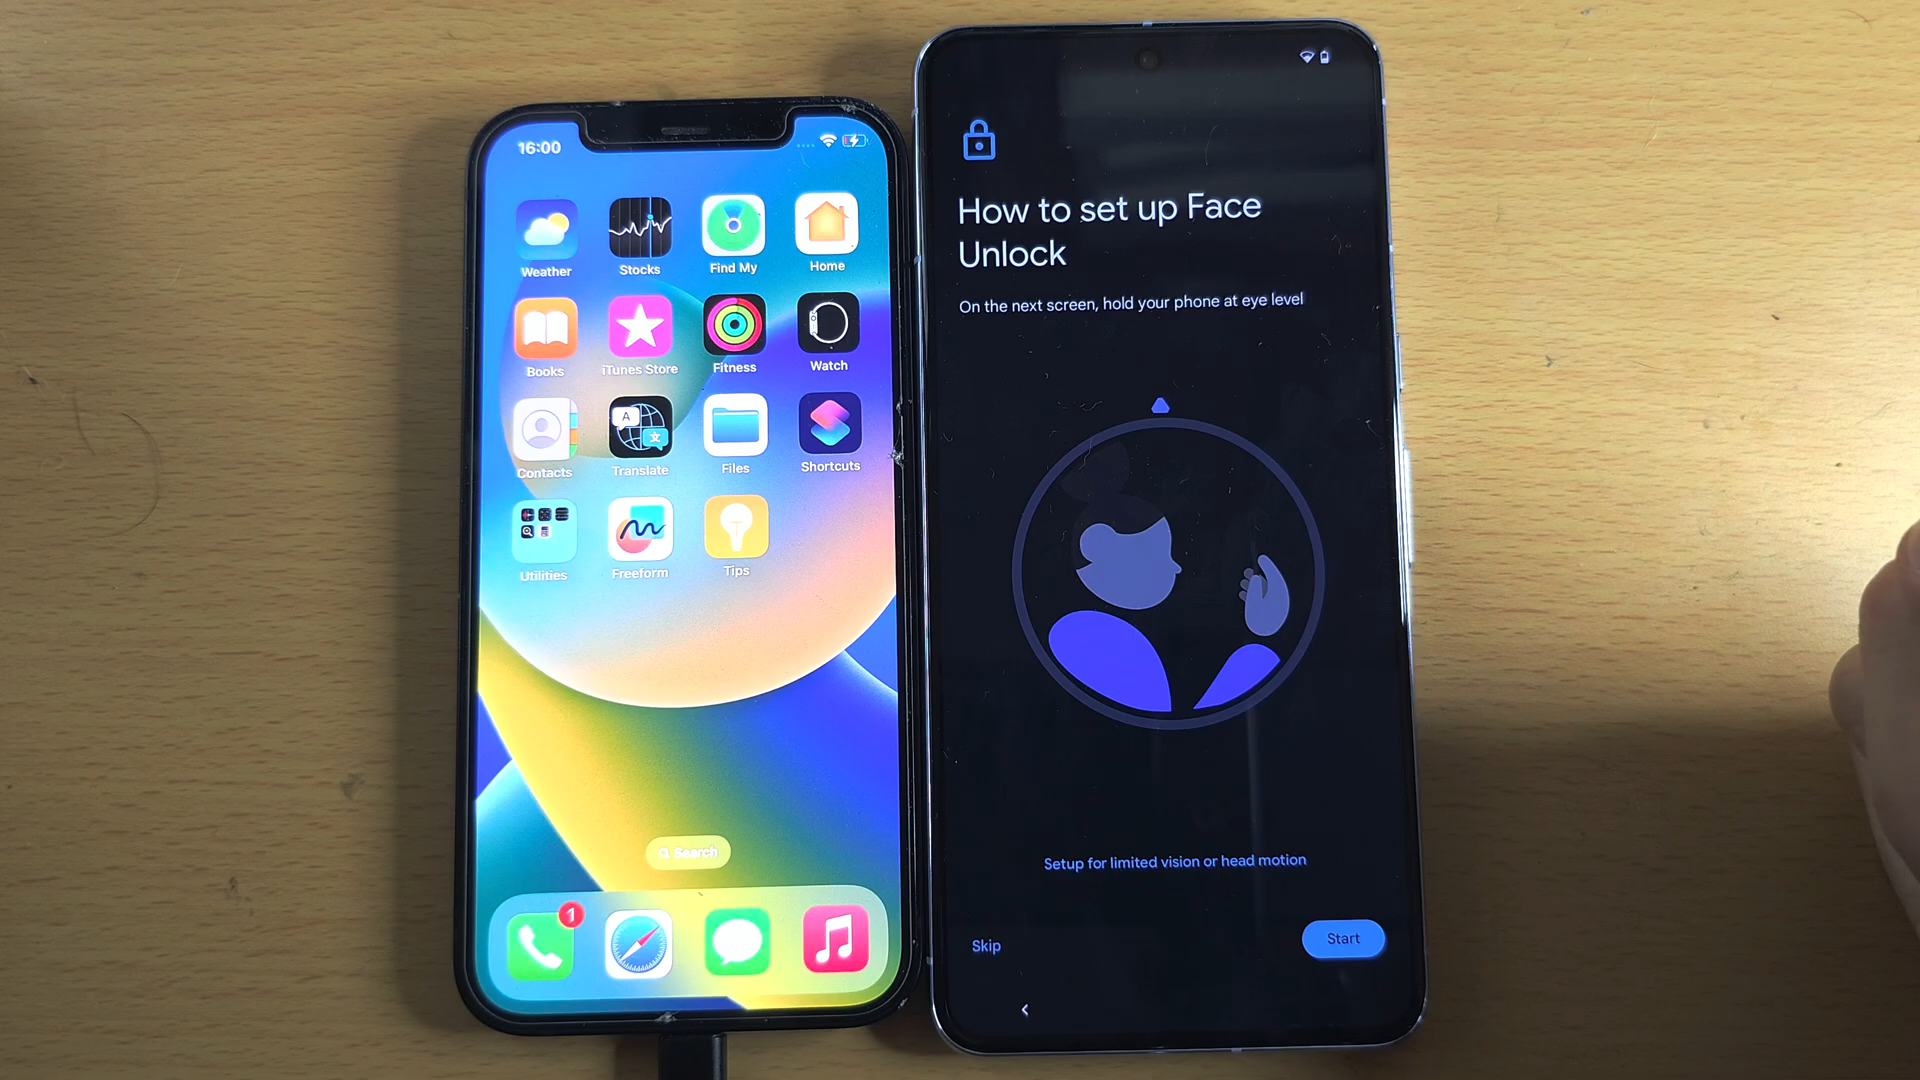 16:00
Weather
Stocks
Find My
Home
Books
iTunes Store
Fitness
Watch
Contacts
Translate
Files
Shortcuts
Utilities
Freeform
Tips
Search
1
How to set up Face
Unlock
On the next screen, hold your phone at eye level
Setup for limited vision or head motion
Skip
Start